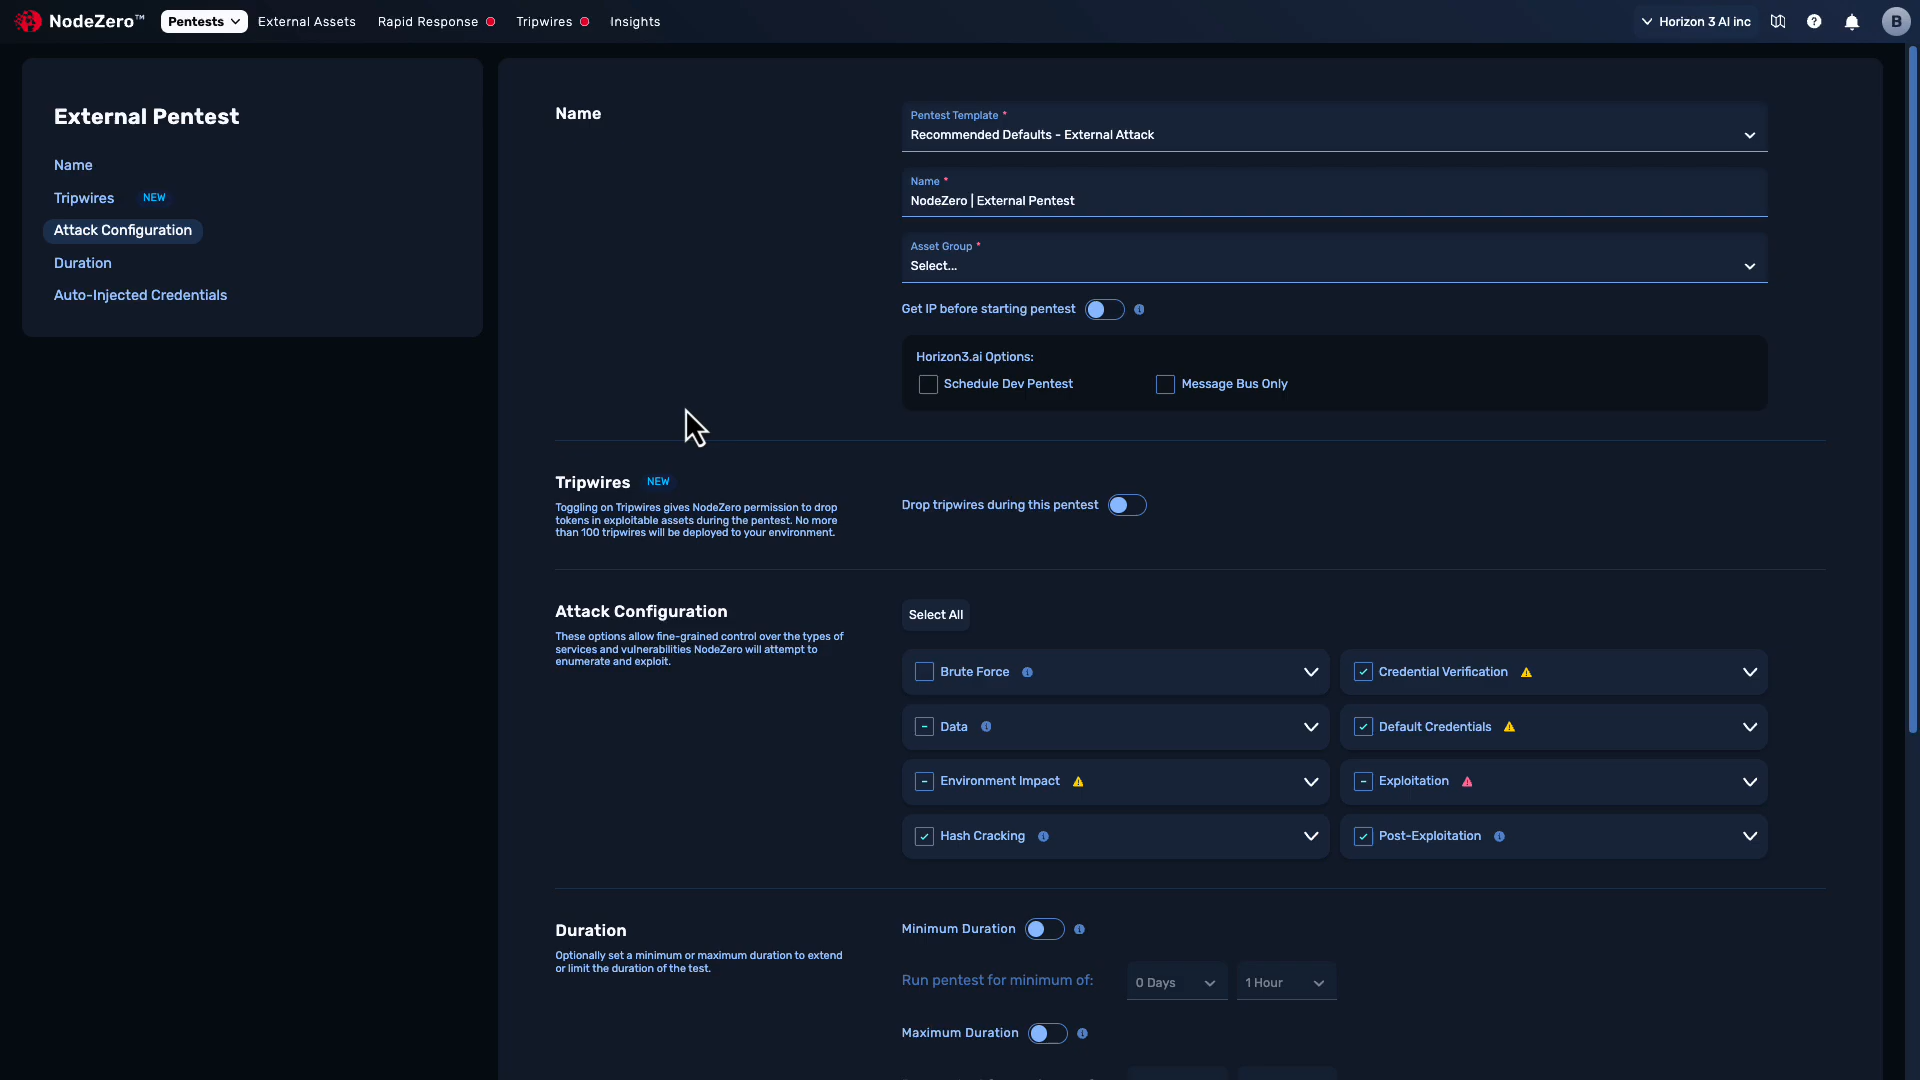 NodeZero™ Pentests External Assets Rapid Response Tripwires Insights Horizon 3 AI inc B
External Pentest
Name
Tripwires NEW
Attack Configuration
Duration
Auto-Injected Credentials
Name
Pentest Template *
Recommended Defaults - External Attack
Name *
NodeZero | External Pentest
Asset Group *
Select...
Get IP before starting pentest
Horizon3.ai Options:
Schedule Dev Pentest Message Bus Only
Tripwires NEW
Toggling on Tripwires gives NodeZero permission to drop
tokens in exploitable assets during the pentest. No more
than 100 tripwires will be deployed to your environment.
Drop tripwires during this pentest
Attack Configuration
These options allow fine-grained control over the types of
services and vulnerabilities NodeZero will attempt to
enumerate and exploit.
Select All
Brute Force Credential Verification
Data Default Credentials
Environment Impact Exploitation
Hash Cracking Post-Exploitation
Duration
Optionally set a minimum or maximum duration to extend
or limit the duration of the test.
Minimum Duration
Run pentest for minimum of: 0 Days 1 Hour
Maximum Duration